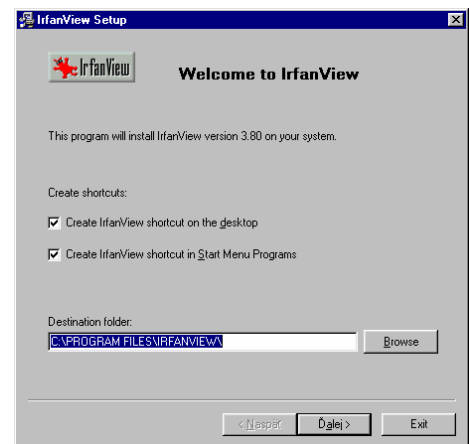 IrfanView Setup
IrfanView
Welcome to IrfanView
This program will install IrfanView version 3.80 on your system.
Create shortcuts:
Create IrfanView shortcut on the desktop
Create IrfanView shortcut in Start Menu Programs
Destination folder:
C:\PROGRAM FILES\IRFANVIEW\
Browse
< Naspäť
Ďalej >
Exit